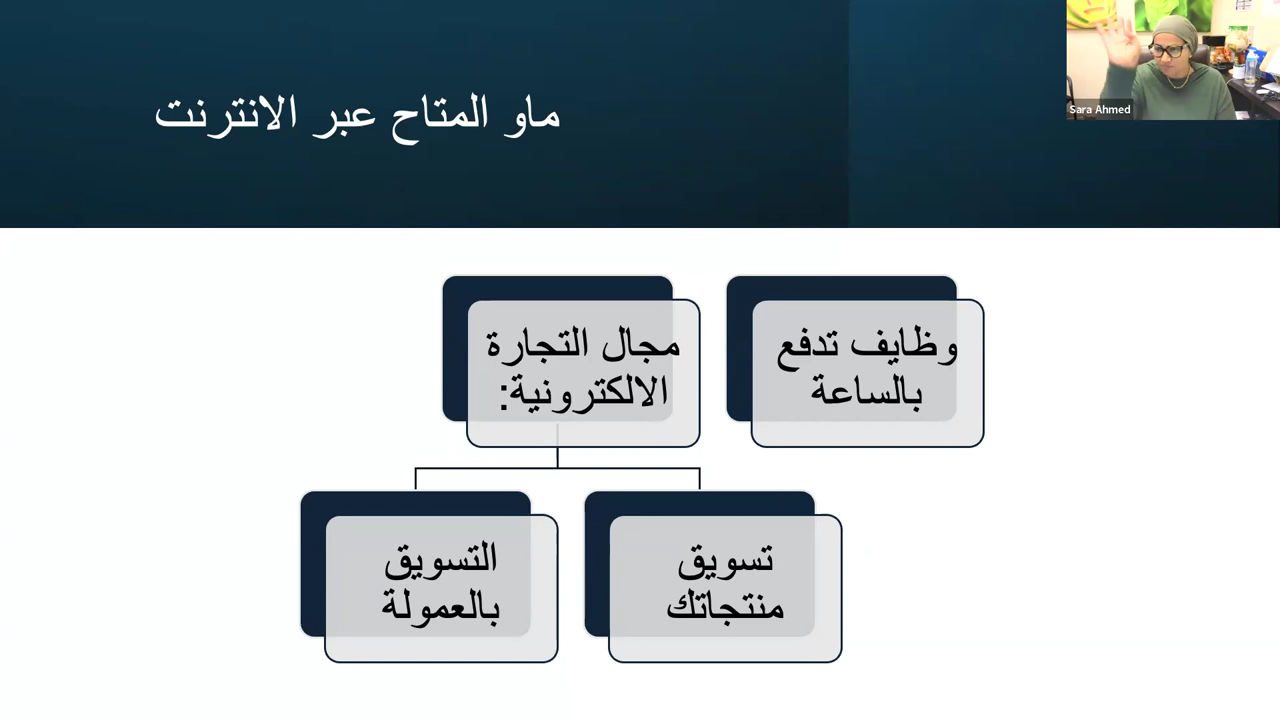 ماو المتاح عبر الانترنت
Sara Ahmed
وظايف تدفع
بالساعة
مجال التجارة
الالكترونية:
تسويق
منتجاتك
التسويق
بالعمولة